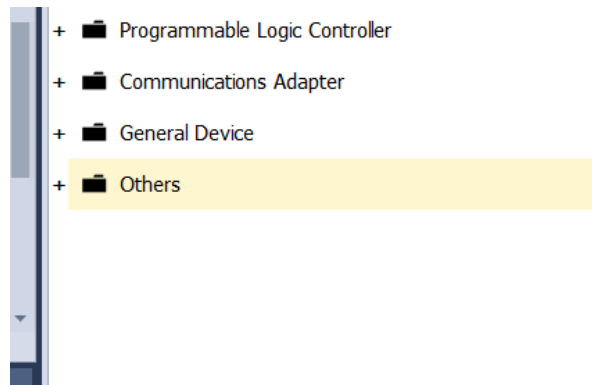 + Programmable Logic Controller
+ Communications Adapter
+ General Device
+ Others